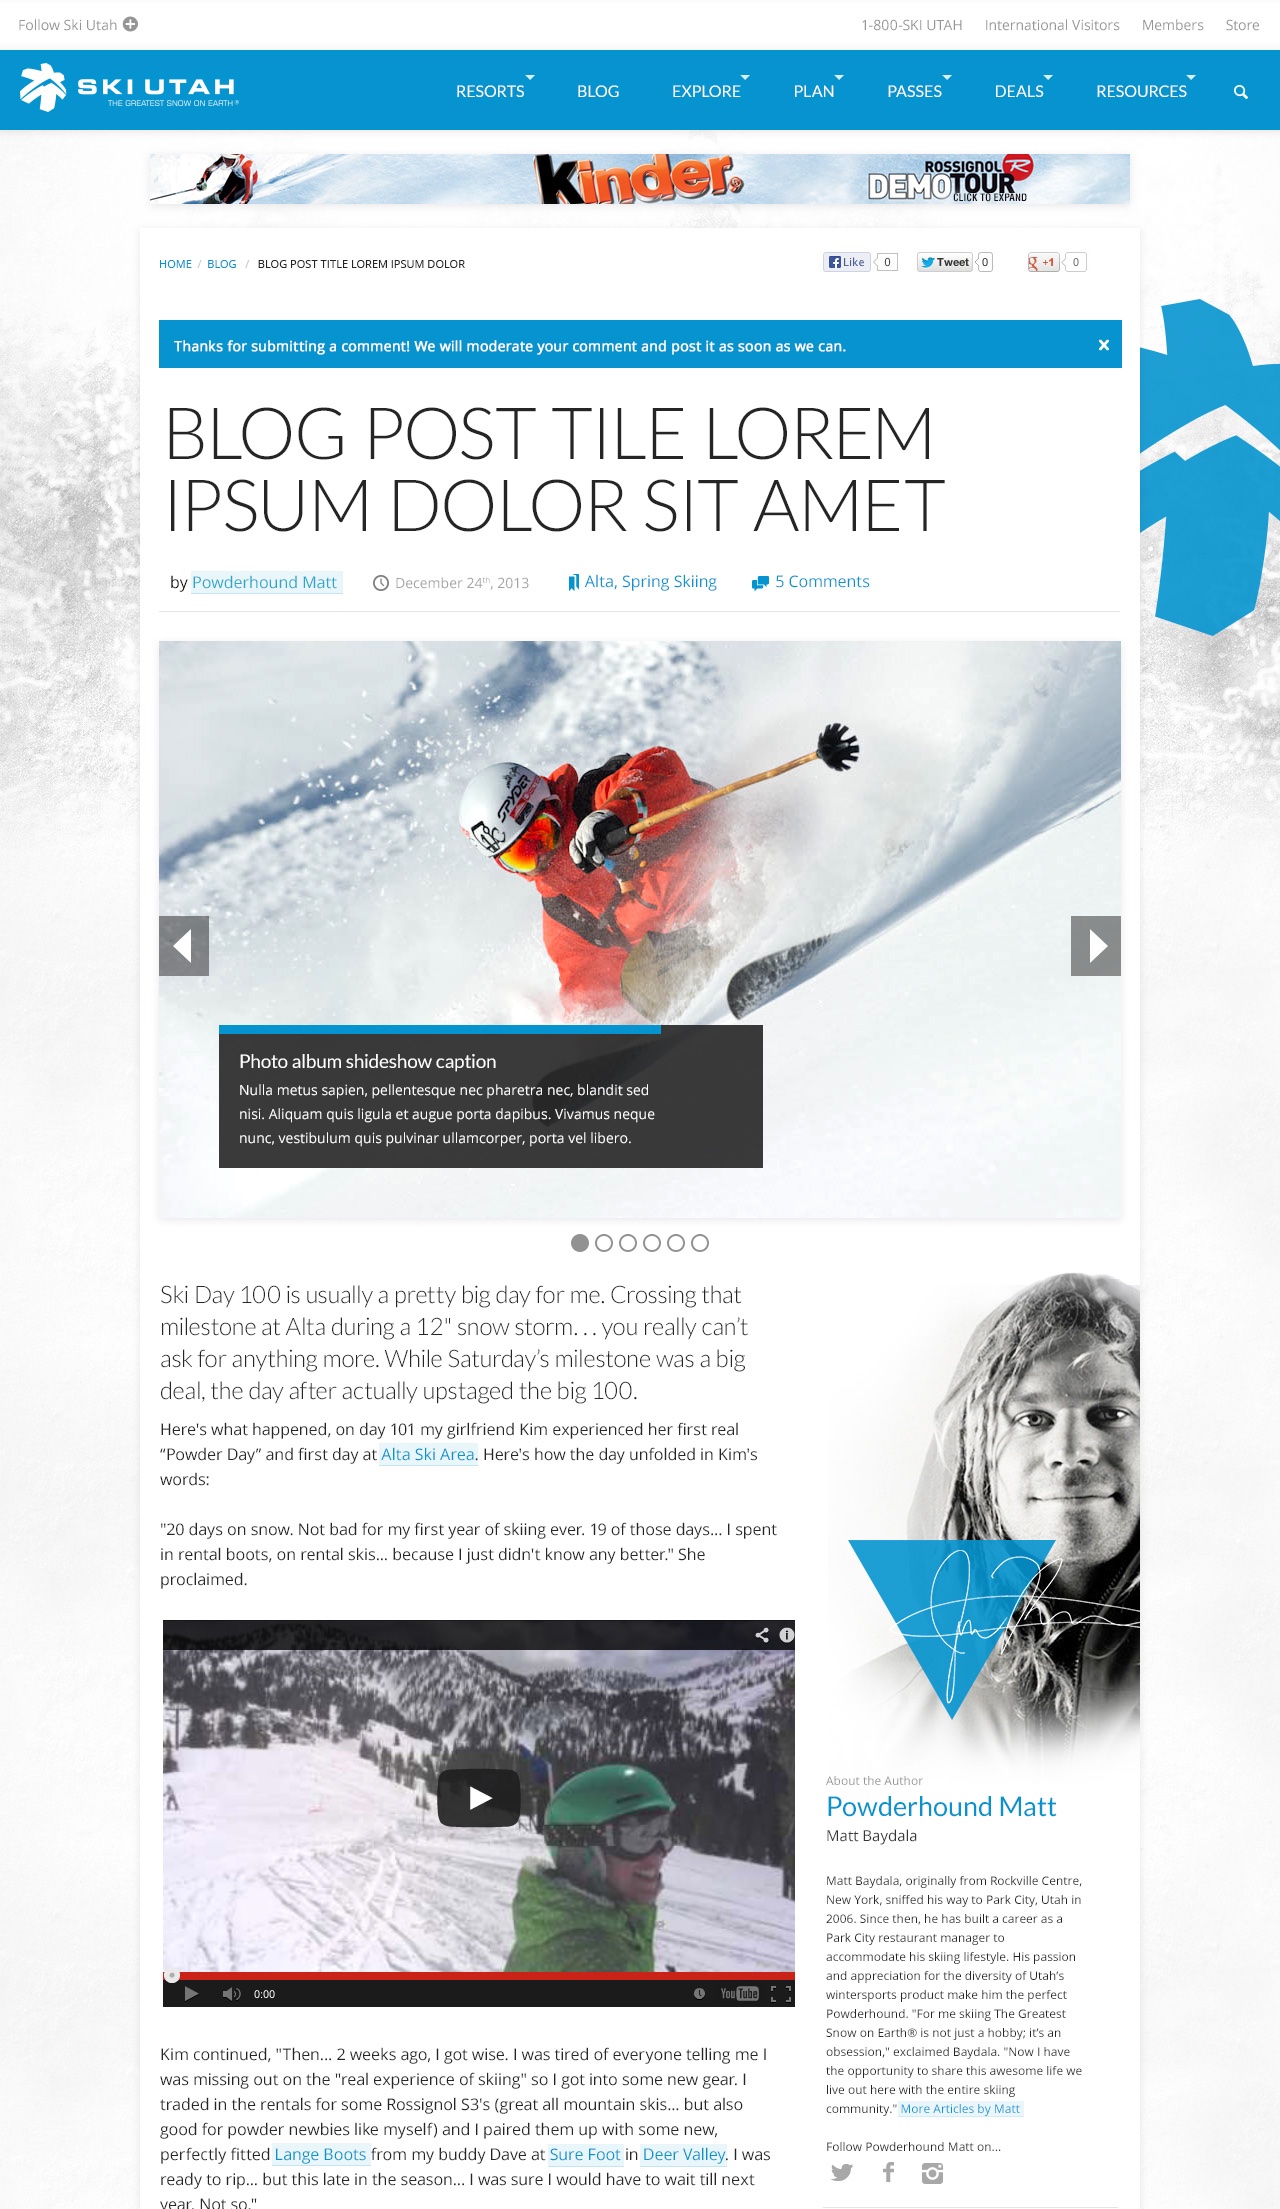 Follow Ski Utah
1-800-SKI UTAH International Visitors Members Store
SKI UTAH
THE GREATEST SNOW ON EARTH®
RESORTS BLOG EXPLORE PLAN PASSES DEALS RESOURCES
Kinder.
ROSSIGNOL
DEMOTOUR
CLICK TO EXPAND
HOME / BLOG / BLOG POST TITLE LOREM IPSUM DOLOR
Like 0 Tweet 0 +1 0
Thanks for submitting a comment! We will moderate your comment and post it as soon as we can. x
BLOG POST TILE LOREM
IPSUM DOLOR SIT AMET
by Powderhound Matt December 24th, 2013 Alta, Spring Skiing 5 Comments
SPYDER
Photo album shideshow caption
Nulla metus sapien, pellentesque nec pharetra nec, blandit sed
nisi. Aliquam quis ligula et augue porta dapibus. Vivamus neque
nunc, vestibulum quis pulvinar ullamcorper, porta vel libero.
Ski Day 100 is usually a pretty big day for me. Crossing that
milestone at Alta during a 12" snow storm. . . you really can't
ask for anything more. While Saturday's milestone was a big
deal, the day after actually upstaged the big 100.
Here's what happened, on day 101 my girlfriend Kim experienced her first real
“Powder Day” and first day at Alta Ski Area. Here's how the day unfolded in Kim's
words:
"20 days on snow. Not bad for my first year of skiing ever. 19 of those days... I spent
in rental boots, on rental skis... because I just didn't know any better." She
proclaimed.
0:00 YouTube
Kim continued, "Then... 2 weeks ago, I got wise. I was tired of everyone telling me I
was missing out on the "real experience of skiing" so I got into some new gear. I
traded in the rentals for some Rossignol S3's (great all mountain skis... but also
good for powder newbies like myself) and I paired them up with some new,
perfectly fitted Lange Boots from my buddy Dave at Sure Foot in Deer Valley. I was
ready to rip... but this late in the season... I was sure I would have to wait till next
year. Not so."
About the Author
Powderhound Matt
Matt Baydala
Matt Baydala, originally from Rockville Centre,
New York, sniffed his way to Park City, Utah in
2006. Since then, he has built a career as a
Park City restaurant manager to
accommodate his skiing lifestyle. His passion
and appreciation for the diversity of Utah's
wintersports product make him the perfect
Powderhound. "For me skiing The Greatest
Snow on Earth® is not just a hobby; it's an
obsession," exclaimed Baydala. "Now I have
the opportunity to share this awesome life we
live out here with the entire skiing
community." More Articles by Matt
Follow Powderhound Matt on...